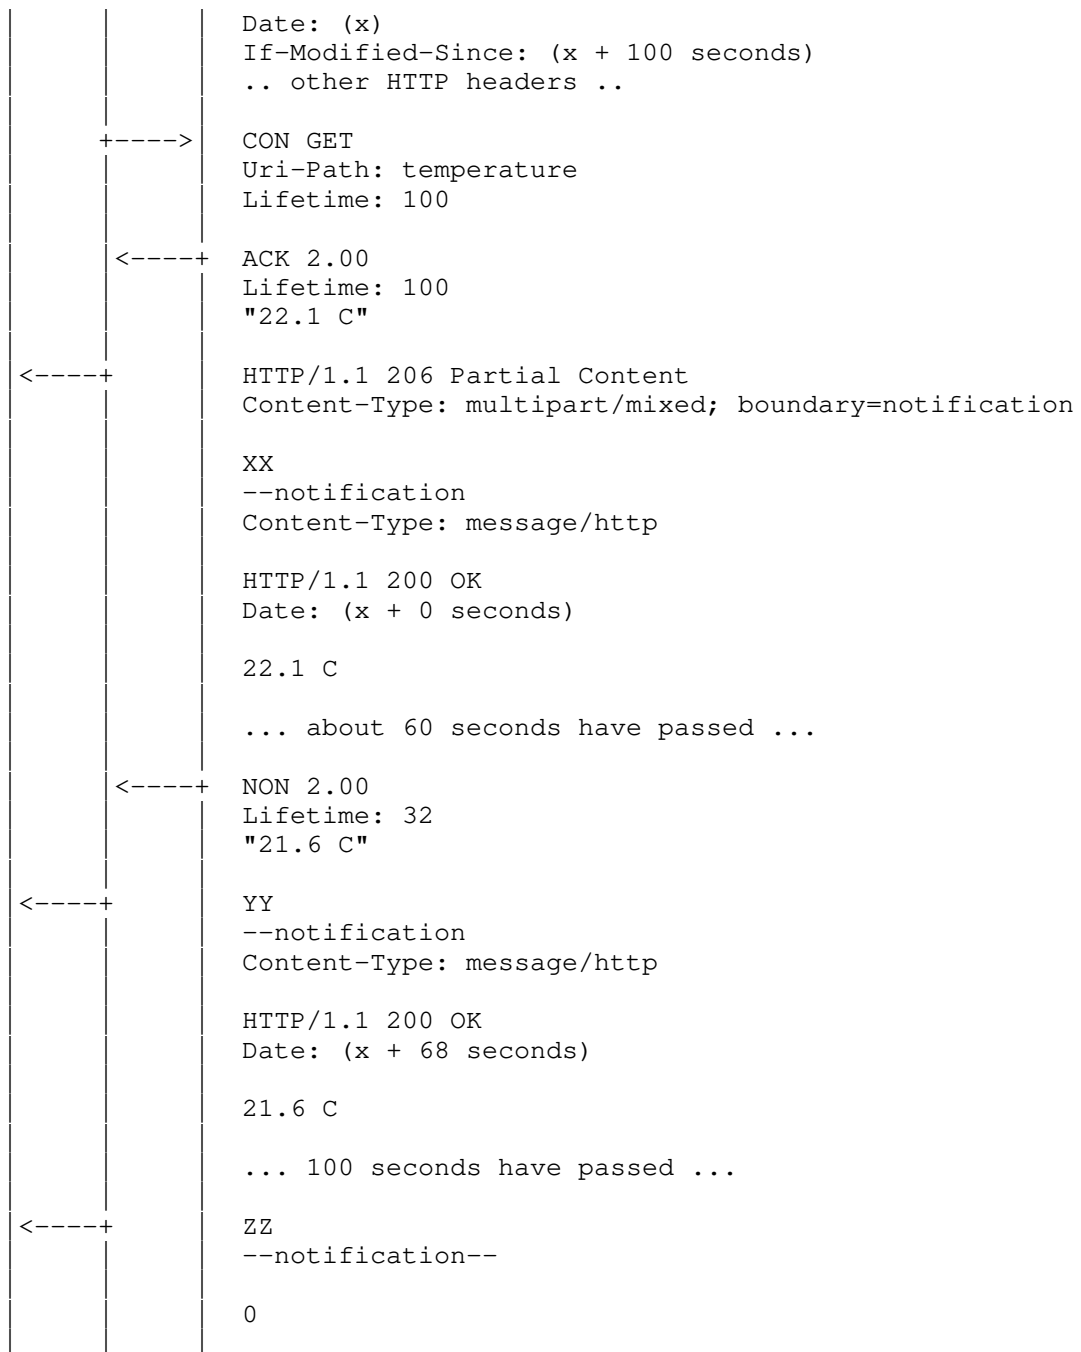 Date: (x)
If-Modified-Since: (x + 100 seconds)
.. other HTTP headers ..
+----> CON GET
Uri-Path: temperature
Lifetime: 100
<----+ ACK 2.00
Lifetime: 100
"22.1 C"
<----+ HTTP/1.1 206 Partial Content
Content-Type: multipart/mixed; boundary=notification
XX
--notification
Content-Type: message/http
HTTP/1.1 200 OK
Date: (x + 0 seconds)
22.1 C
... about 60 seconds have passed ...
<----+ NON 2.00
Lifetime: 32
"21.6 C"
<----+ YY
--notification
Content-Type: message/http
HTTP/1.1 200 OK
Date: (x + 68 seconds)
21.6 C
... 100 seconds have passed ...
<----+ ZZ
--notification--
0